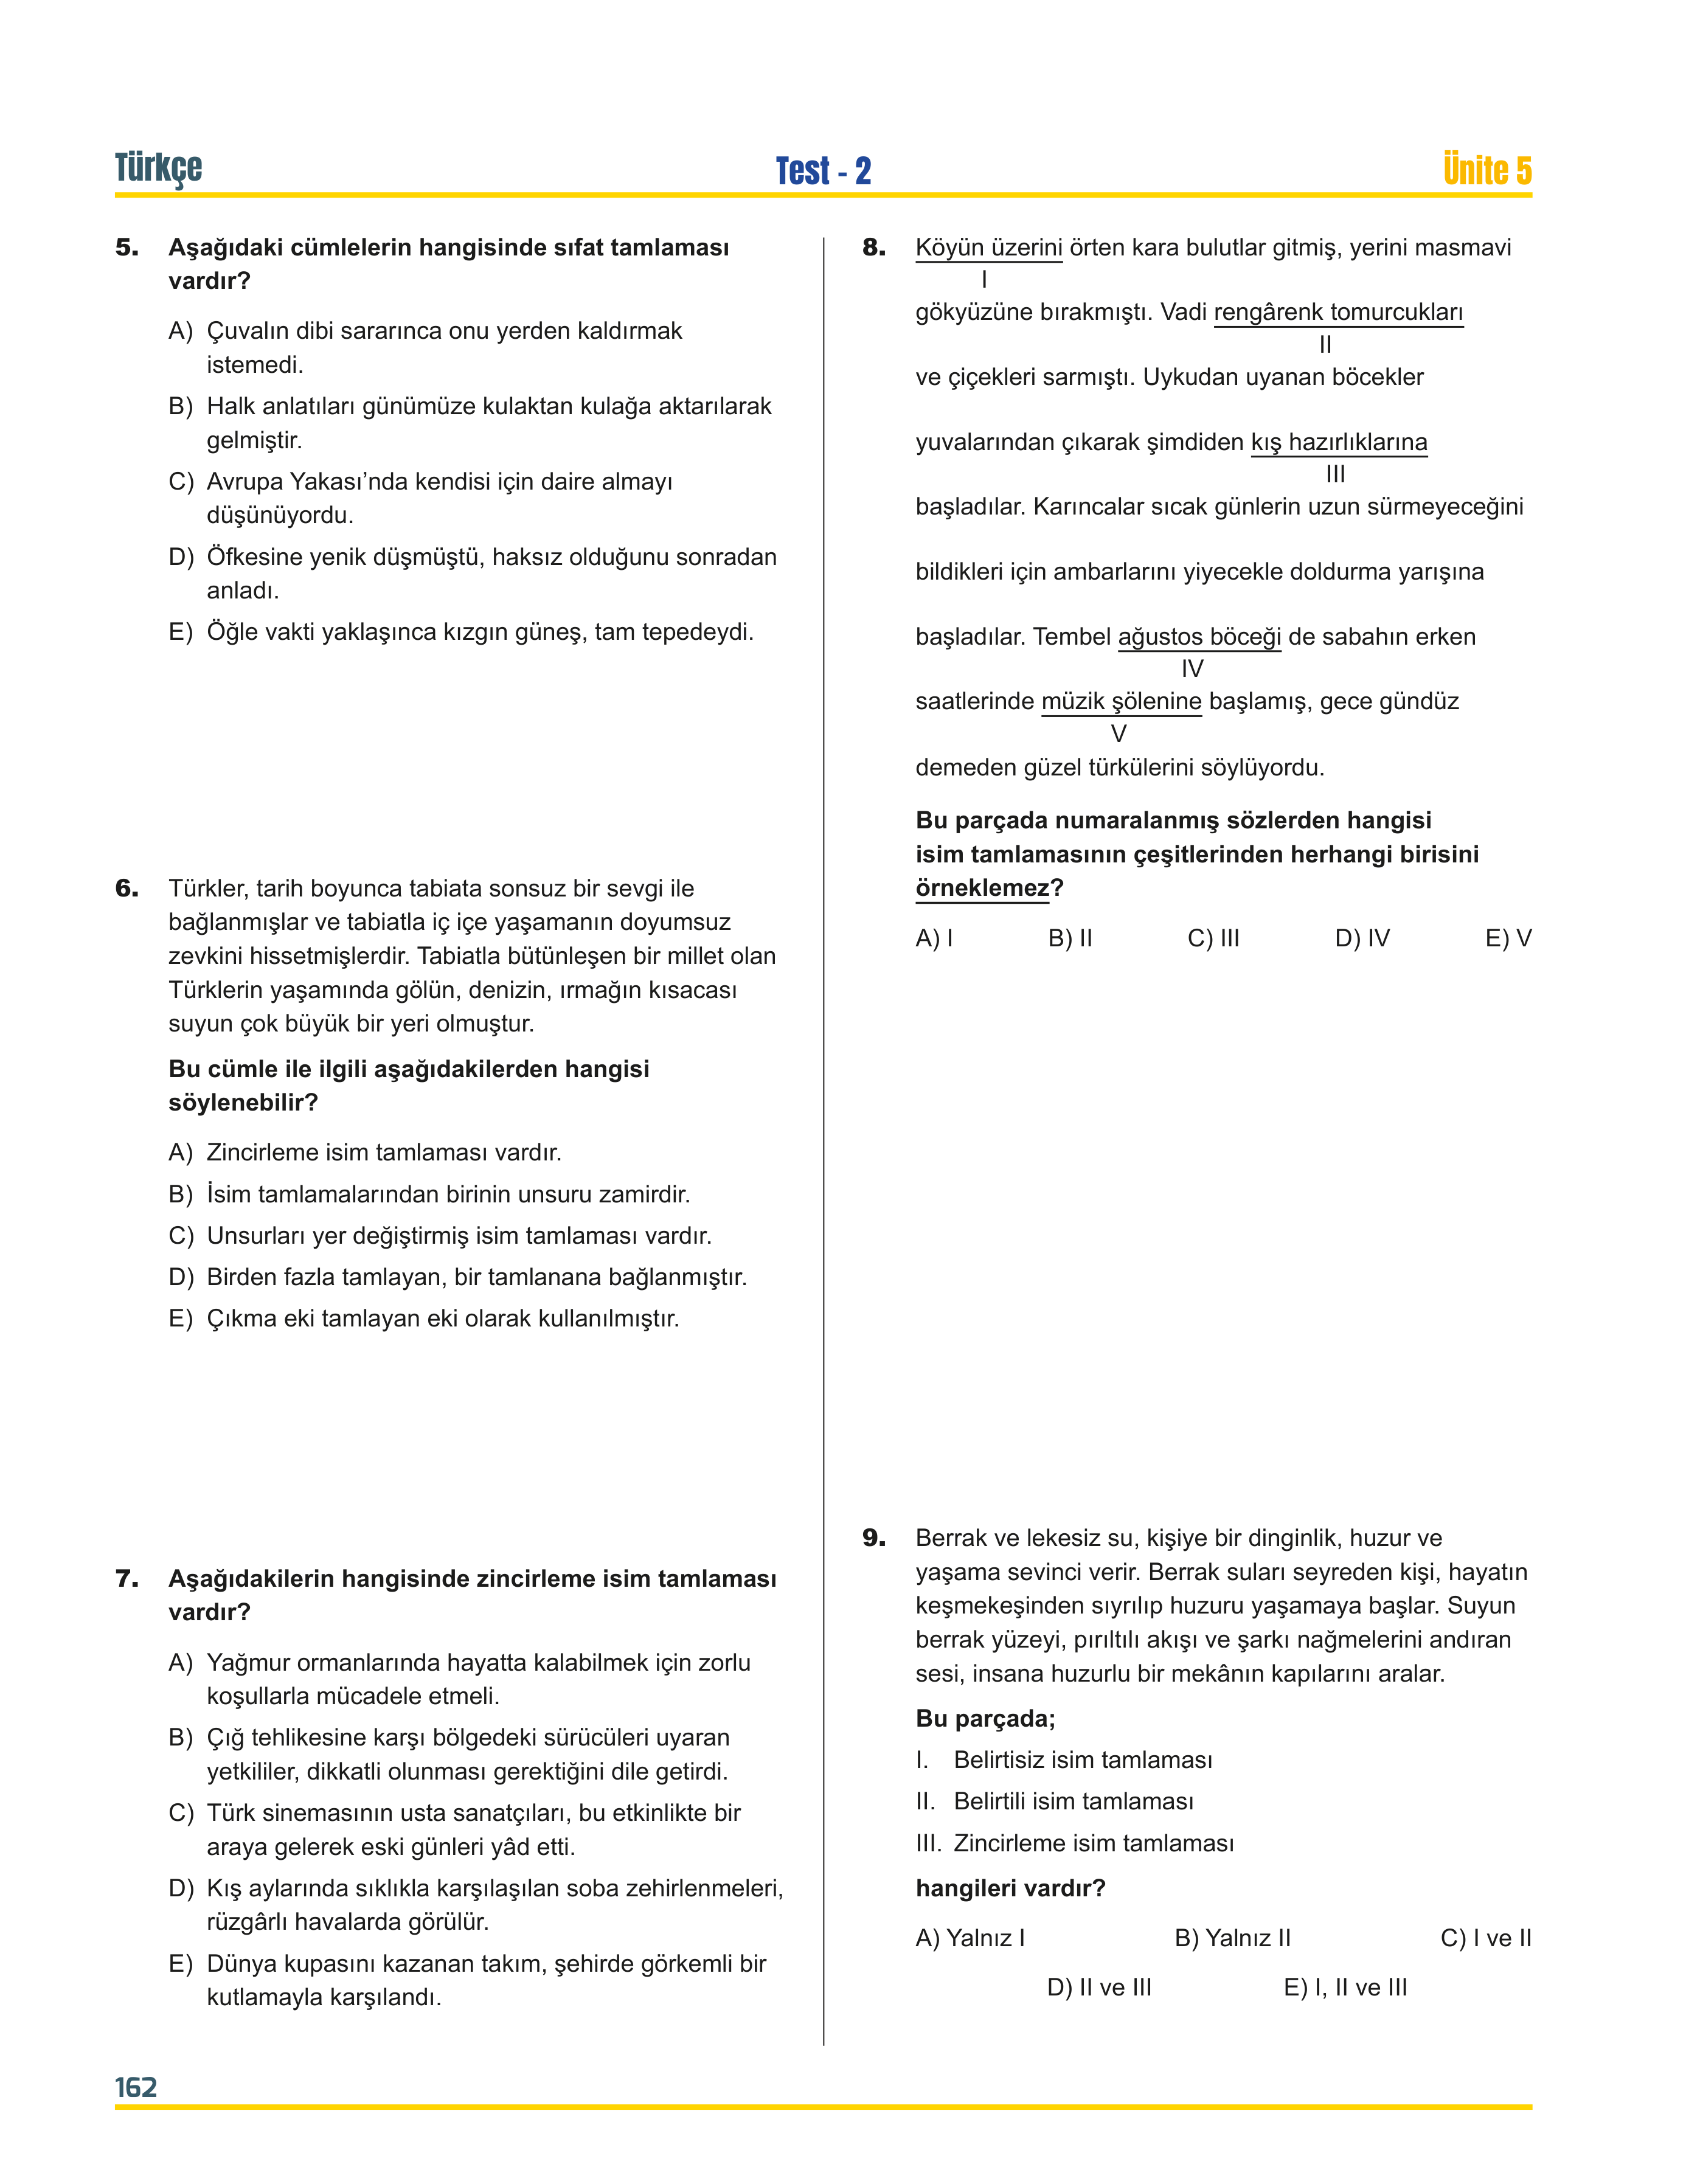 Türkçe
Test - 2
Ünite 5
5. Aşağıdaki cümlelerin hangisinde sıfat tamlaması
vardır?
A) Çuvalın dibi sararınca onu yerden kaldırmak
istemedi.
B) Halk anlatıları günümüze kulaktan kulağa aktarılarak
gelmiştir.
C) Avrupa Yakası’nda kendisi için daire almayı
düşünüyordu.
D) Öfkesine yenik düşmüştü, haksız olduğunu sonradan
anladı.
E) Öğle vakti yaklaşınca kızgın güneş, tam tepedeydi.
6. Türkler, tarih boyunca tabiata sonsuz bir sevgi ile
bağlanmışlar ve tabiatla iç içe yaşamanın doyumsuz
zevkini hissetmişlerdir. Tabiatla bütünleşen bir millet olan
Türklerin yaşamında gölün, denizin, ırmağın kısacası
suyun çok büyük bir yeri olmuştur.
Bu cümle ile ilgili aşağıdakilerden hangisi
söylenebilir?
A) Zincirleme isim tamlaması vardır.
B) İsim tamlamalarından birinin unsuru zamirdir.
C) Unsurları yer değiştirmiş isim tamlaması vardır.
D) Birden fazla tamlayan, bir tamlanana bağlanmıştır.
E) Çıkma eki tamlayan eki olarak kullanılmıştır.
7. Aşağıdakilerin hangisinde zincirleme isim tamlaması
vardır?
A) Yağmur ormanlarında hayatta kalabilmek için zorlu
koşullarla mücadele etmeli.
B) Çığ tehlikesine karşı bölgedeki sürücüleri uyaran
yetkililer, dikkatli olunması gerektiğini dile getirdi.
C) Türk sinemasının usta sanatçıları, bu etkinlikte bir
araya gelerek eski günleri yâd etti.
D) Kış aylarında sıklıkla karşılaşılan soba zehirlenmeleri,
rüzgârlı havalarda görülür.
E) Dünya kupasını kazanan takım, şehirde görkemli bir
kutlamayla karşılandı.
8. Köyün üzerini örten kara bulutlar gitmiş, yerini masmavi
I
gökyüzüne bırakmıştı. Vadi rengârenk tomurcukları
II
ve çiçekleri sarmıştı. Uykudan uyanan böcekler
yuvalarından çıkarak şimdiden kış hazırlıklarına
III
başladılar. Karıncalar sıcak günlerin uzun sürmeyeceğini
bildikleri için ambarlarını yiyecekle doldurma yarışına
başladılar. Tembel ağustos böceği de sabahın erken
IV
saatlerinde müzik şölenine başlamış, gece gündüz
V
demeden güzel türkülerini söylüyordu.
Bu parçada numaralanmış sözlerden hangisi
isim tamlamasının çeşitlerinden herhangi birisini
örneklemez?
A) I B) II C) III D) IV E) V
9. Berrak ve lekesiz su, kişiye bir dinginlik, huzur ve
yaşama sevinci verir. Berrak suları seyreden kişi, hayatın
keşmekeşinden sıyrılıp huzuru yaşamaya başlar. Suyun
berrak yüzeyi, pırıltılı akışı ve şarkı nağmelerini andıran
sesi, insana huzurlu bir mekânın kapılarını aralar.
Bu parçada;
I. Belirtisiz isim tamlaması
II. Belirtili isim tamlaması
III. Zincirleme isim tamlaması
hangileri vardır?
A) Yalnız I B) Yalnız II C) I ve II
D) II ve III E) I, II ve III
162